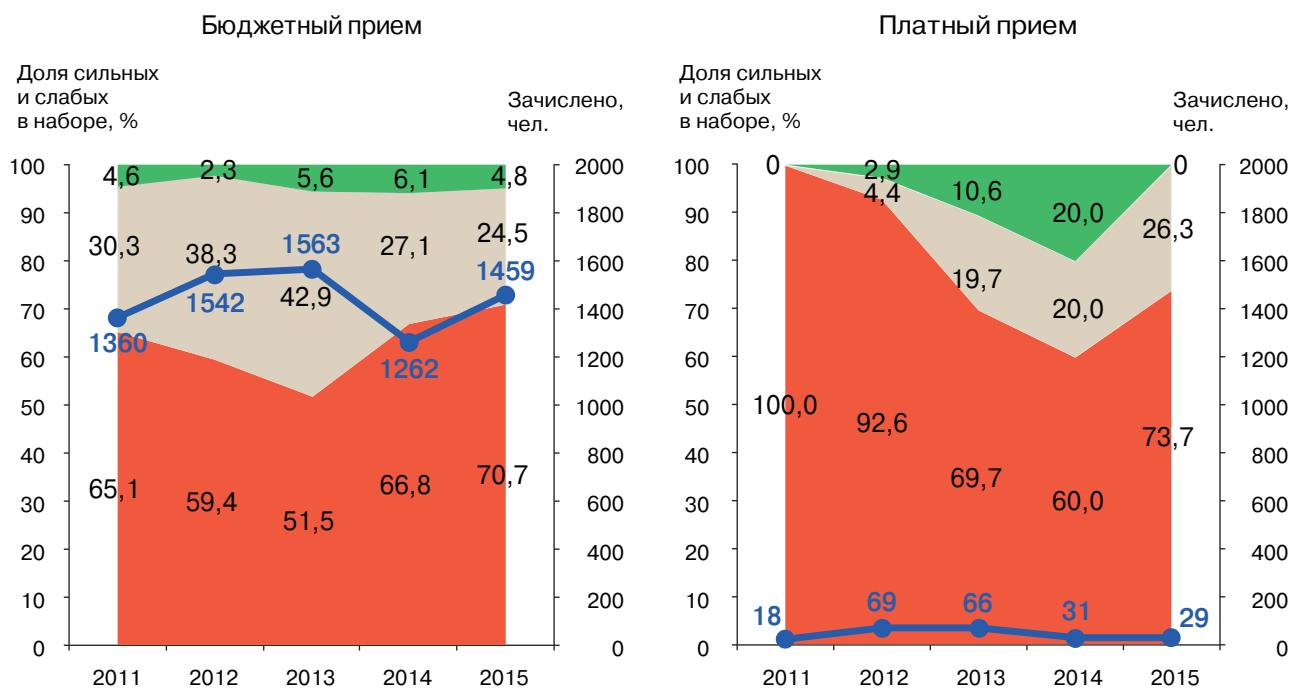 Бюджетный прием
Доля сильных
и слабых
в наборе, %
Зачислено,
чел.
100 4,6 2,3 5,6 6,1 4,8 2000
90 1800
30,3 38,3 1563 27,1 24,5
80 1459 1600
1542 42,9
70 1400
1360 1262
60 1200
50 1000
40 800
65,1 59,4 51,5 66,8 70,7
30 600
20 400
10 200
0 0
2011 2012 2013 2014 2015
Платный прием
Доля сильных
и слабых
в наборе, %
Зачислено,
чел.
100 0 2,9 0 2000
4,4 10,6 20,0
90 1800
26,3
80 1600
19,7 20,0
70 1400
60 1200
50 100,0 92,6 73,7 1000
40 800
69,7 60,0
30 600
20 400
10 200
18 69 66 31 29
0 0
2011 2012 2013 2014 2015